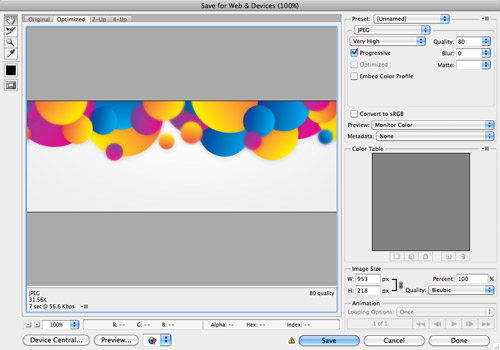 Save for Web & Devices (100%)
Original Optimized 2-Up 4-Up
Preset: [Unnamed]
JPEG
Very High Quality: 80
Progressive Blur: 0
Optimized Matte:
Embed Color Profile
Convert to sRGB
Preview: Monitor Color
Metadata: None
Color Table
Image Size
W: 953 px Percent: 100 %
H: 218 px Quality: Bicubic
Animation
Looping Options: Once
1 of 1
JPEG 80 quality
31.56K
7 sec @ 56.6 Kbps
100% R: -- G: -- B: -- Alpha: -- Hex: -- Index: --
Device Central... Preview... Save Cancel Done